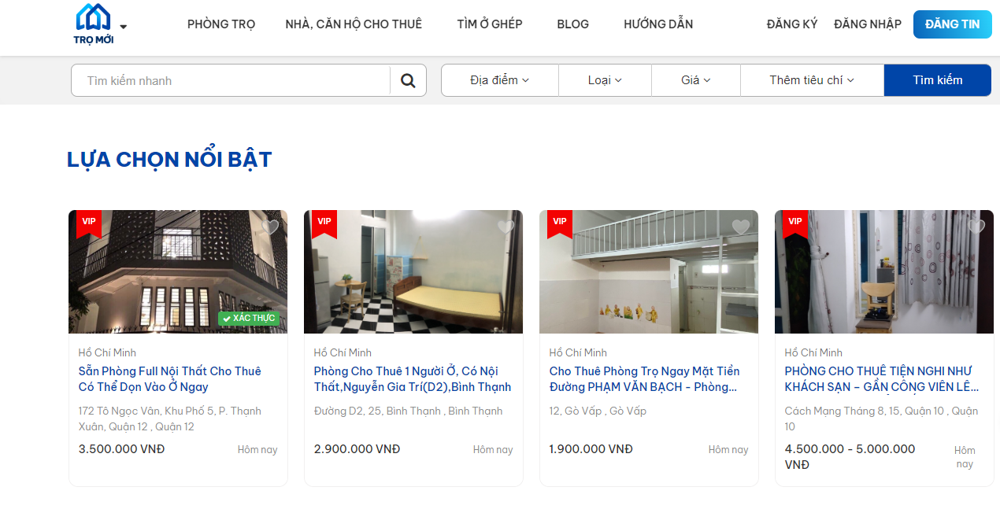 TRỌ MỚI
PHÒNG TRỌ
NHÀ, CĂN HỘ CHO THUÊ
TÌM Ở GHÉP
BLOG
HƯỚNG DẪN
ĐĂNG KÝ
ĐĂNG NHẬP
ĐĂNG TIN
Tìm kiếm nhanh
Địa điểm
Loại
Giá
Thêm tiêu chí
Tìm kiếm
LỰA CHỌN NỔI BẬT
VIP
XÁC THỰC
Hồ Chí Minh
Sẵn Phòng Full Nội Thất Cho Thuê
Có Thể Dọn Vào Ở Ngay
172 Tô Ngọc Vân, Khu Phố 5, P. Thạnh
Xuân, Quận 12 , Quận 12
3.500.000 VNĐ
Hôm nay
VIP
Hồ Chí Minh
Phòng Cho Thuê 1 Người Ở, Có Nội
Thất,Nguyễn Gia Trí(D2),Bình Thạnh
Đường D2, 25, Bình Thạnh , Bình Thạnh
2.900.000 VNĐ
Hôm nay
VIP
Hồ Chí Minh
Cho Thuê Phòng Trọ Ngay Mặt Tiền
Đường PHẠM VĂN BẠCH - Phòng...
12, Gò Vấp , Gò Vấp
1.900.000 VNĐ
Hôm nay
VIP
Hồ Chí Minh
PHÒNG CHO THUÊ TIỆN NGHI NHƯ
KHÁCH SẠN – GẦN CÔNG VIÊN LÊ...
Cách Mạng Tháng 8, 15, Quận 10 , Quận
10
4.500.000 - 5.000.000
VNĐ
Hôm
nay